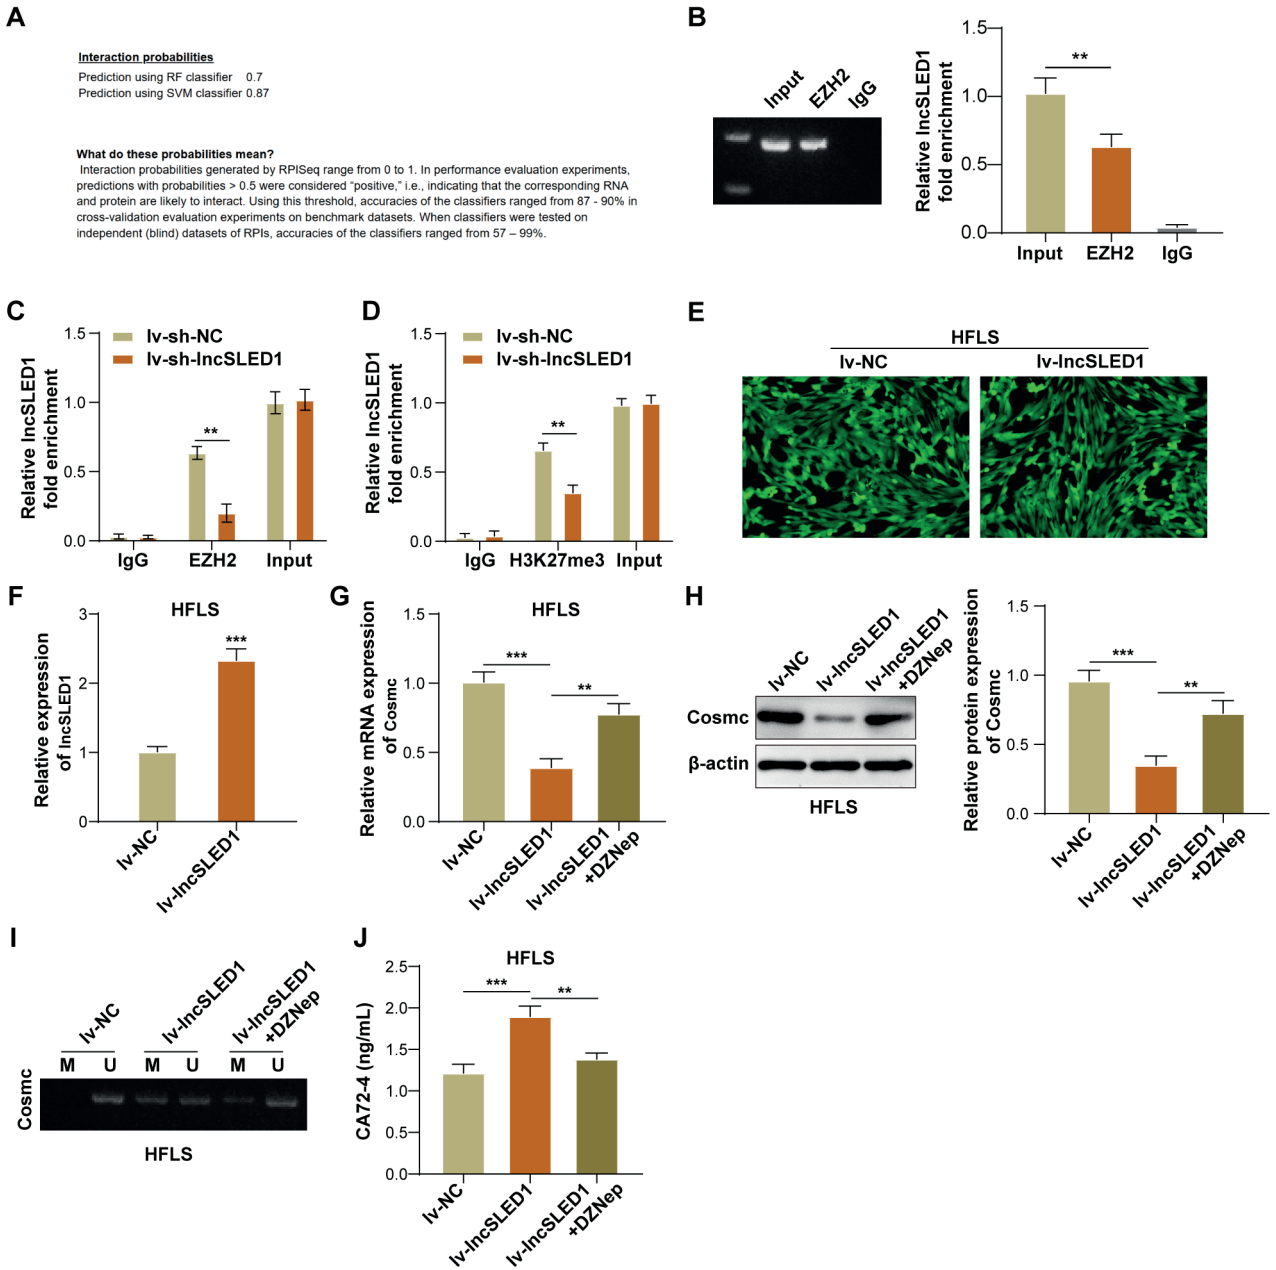 A
Interaction probabilities
Prediction using RF classifier 0.7
Prediction using SVM classifier 0.87
What do these probabilities mean?
Interaction probabilities generated by RPISeq range from 0 to 1. In performance evaluation experiments,
predictions with probabilities > 0.5 were considered “positive,” i.e., indicating that the corresponding RNA
and protein are likely to interact. Using this threshold, accuracies of the classifiers ranged from 87 - 90% in
cross-validation evaluation experiments on benchmark datasets. When classifiers were tested on
independent (blind) datasets of RPIs, accuracies of the classifiers ranged from 57 – 99%.
B
Input EZH2 IgG
Relative lncSLED1
fold enrichment
1.5
1.0
0.5
0.0
**
Input EZH2 IgG
C
Relative lncSLED1
fold enrichment
1.5
1.0
0.5
0.0
lv-sh-NC
lv-sh-lncSLED1
**
IgG EZH2 Input
D
Relative lncSLED1
fold enrichment
1.5
1.0
0.5
0.0
lv-sh-NC
lv-sh-lncSLED1
**
IgG H3K27me3 Input
E
HFLS
lv-NC lv-lncSLED1
F
HFLS
Relative expression
of lncSLED1
3
2
1
0
***
lv-NC
lv-lncSLED1
G
HFLS
Relative mRNA expression
of Cosmc
1.5
1.0
0.5
0.0
***
**
lv-NC
lv-lncSLED1
lv-lncSLED1
+DZNep
H
lv-NC
lv-lncSLED1
lv-lncSLED1
+DZNep
Cosmc
β-actin
HFLS
Relative protein expression
of Cosmc
1.5
1.0
0.5
0.0
***
**
lv-NC
lv-lncSLED1
lv-lncSLED1
+DZNep
I
lv-NC
lv-lncSLED1
lv-lncSLED1
+DZNep
M U M U M U
Cosmc
HFLS
J
HFLS
CA72-4 (ng/mL)
2.5
2.0
1.5
1.0
0.5
0.0
***
**
lv-NC
lv-lncSLED1
lv-lncSLED1
+DZNep